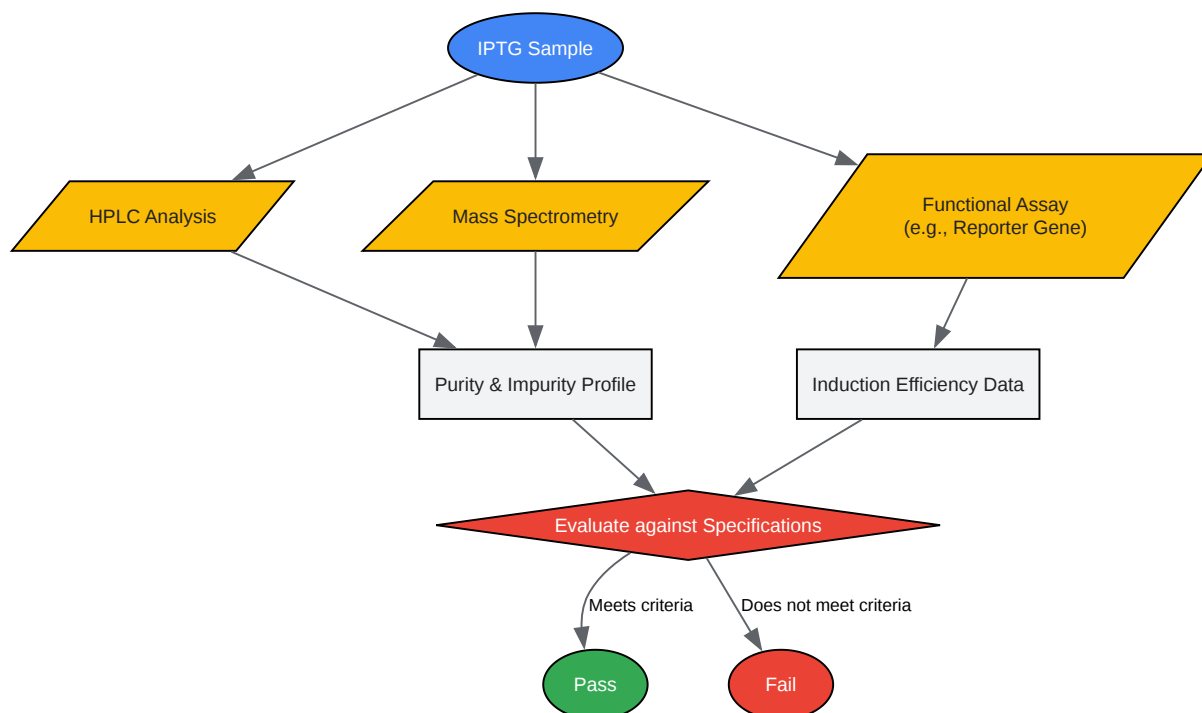 IPTG Sample
HPLC Analysis
Mass Spectrometry
Functional Assay
(e.g., Reporter Gene)
Purity & Impurity Profile
Induction Efficiency Data
Evaluate against Specifications
Meets criteria
Does not meet criteria
Pass
Fail